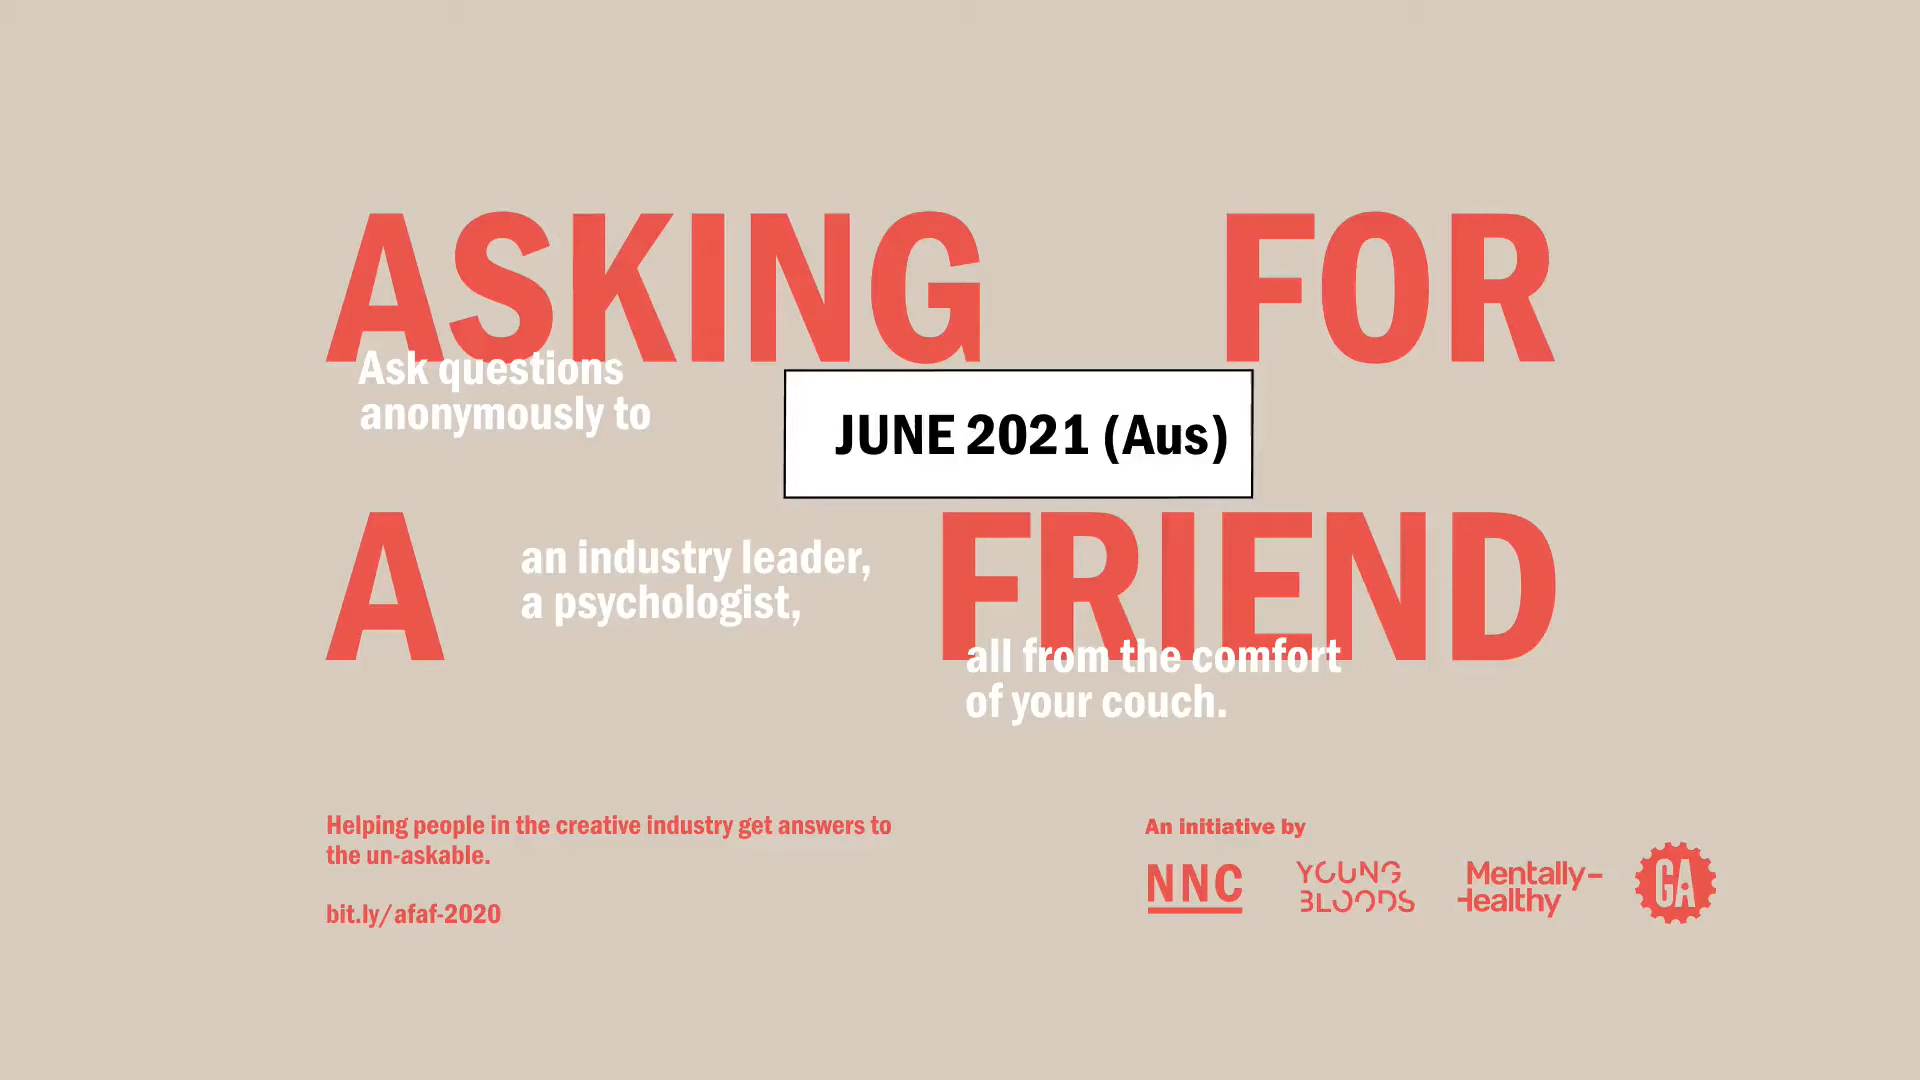 ASKING FOR
Ask questions
anonymously to
JUNE 2021 (Aus)
A FRIEND
an industry leader,
a psychologist,
all from the comfort
of your couch.
Helping people in the creative industry get answers to
the un-askable.
bit.ly/afaf-2020
An initiative by
NNC
YOUNG
BLOODS
Mentally-
Healthy
GA